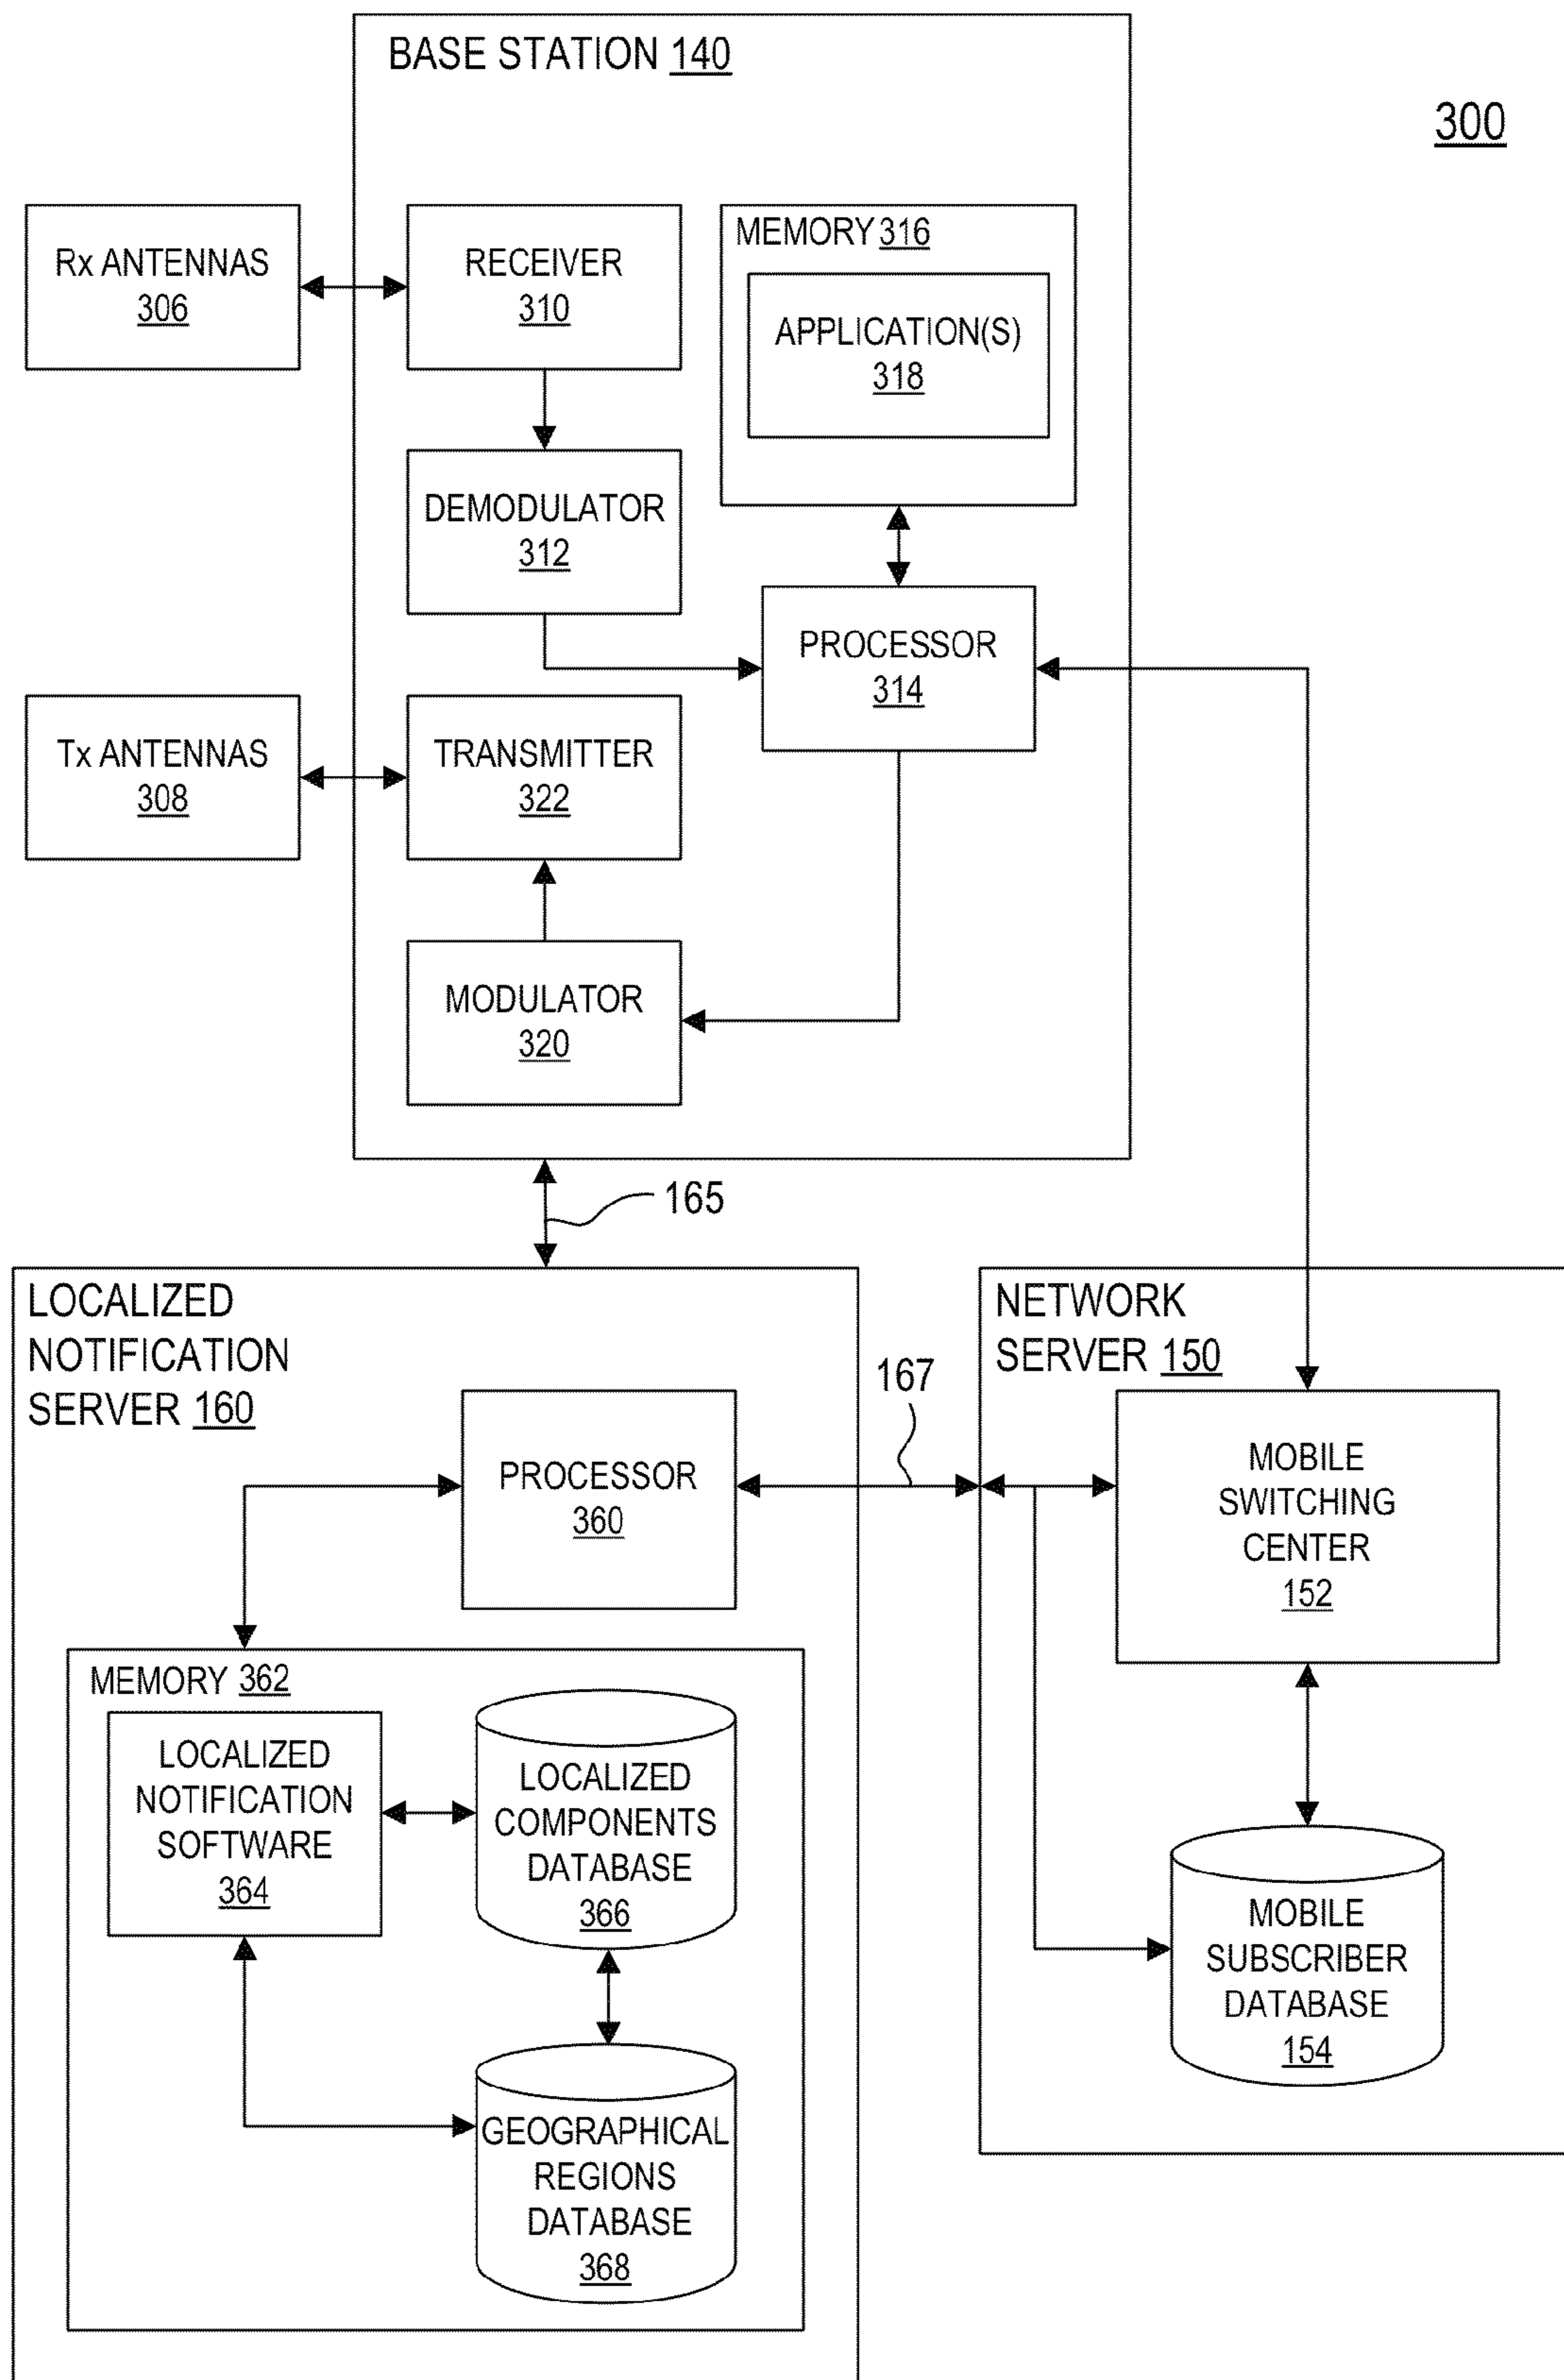 BASE STATION 140
300
Rx ANTENNAS
306
RECEIVER
310
MEMORY 316
APPLICATION(S)
318
DEMODULATOR
312
PROCESSOR
314
Tx ANTENNAS
308
TRANSMITTER
322
MODULATOR
320
165
LOCALIZED
NOTIFICATION
SERVER 160
PROCESSOR
360
167
NETWORK
SERVER 150
MOBILE
SWITCHING
CENTER
152
MEMORY 362
LOCALIZED
NOTIFICATION
SOFTWARE
364
LOCALIZED
COMPONENTS
DATABASE
366
MOBILE
SUBSCRIBER
DATABASE
154
GEOGRAPHICAL
REGIONS
DATABASE
368